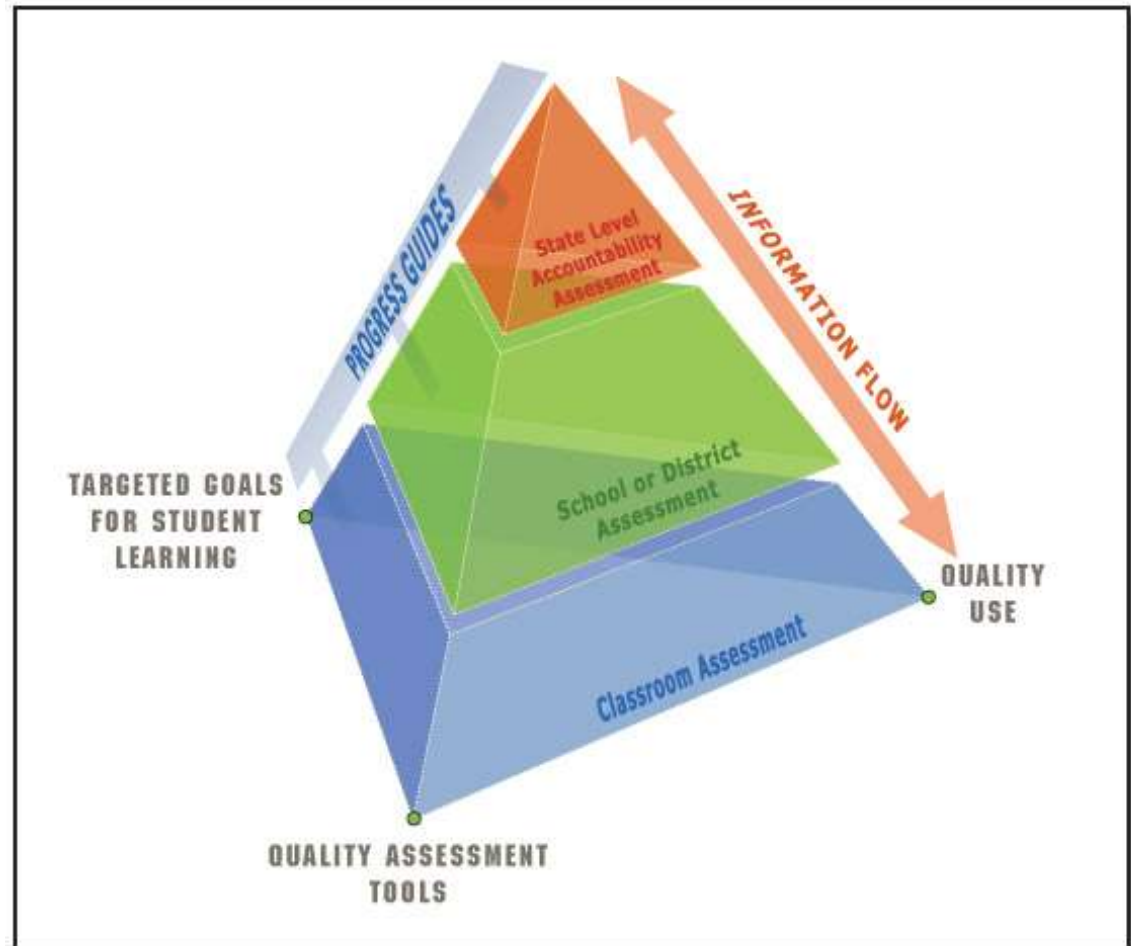 PROGRESS GUIDES
INFORMATION FLOW
State Level
Accountability
Assessment
School or District
Assessment
Classroom Assessment
TARGETED GOALS
FOR STUDENT
LEARNING
QUALITY
USE
QUALITY ASSESSMENT
TOOLS